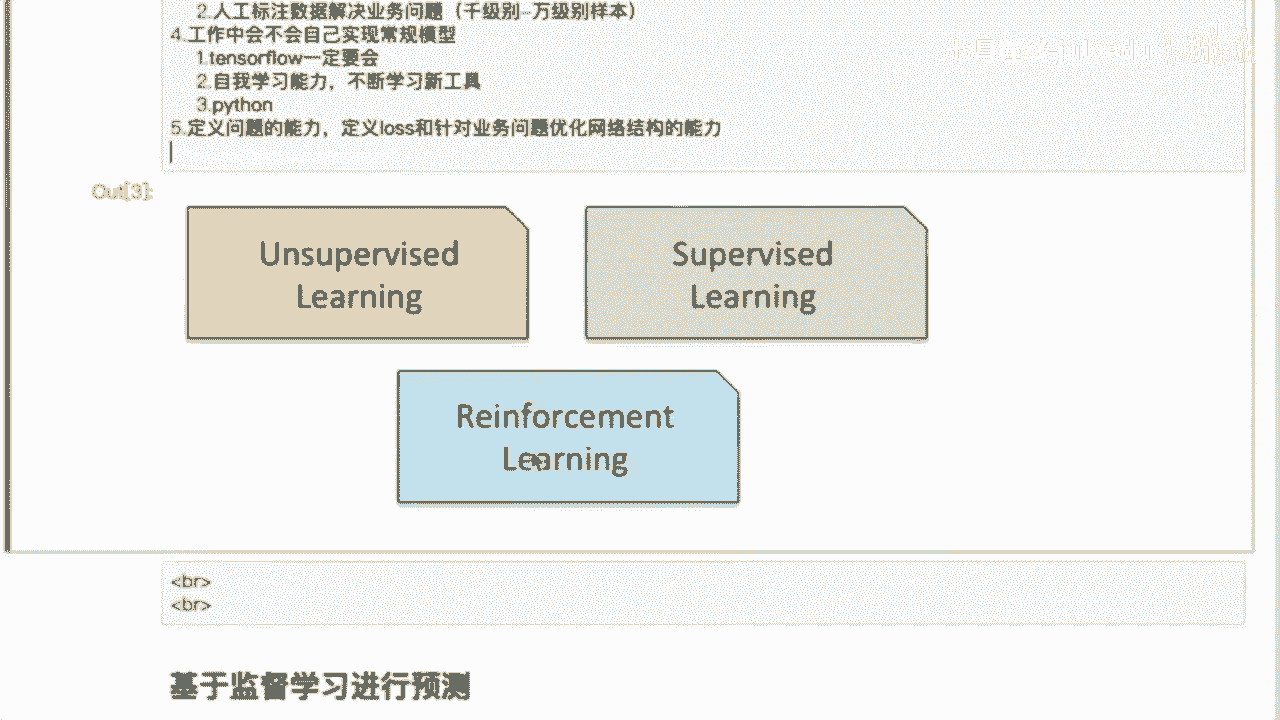 2.人工标注数据解决业务问题（千级别–万级别样本）
4.工作中会不会自己实现常规模型
1.tensorflow一定要会
2.自我学习能力，不断学习新工具
3.python
5.定义问题的能力，定义loss和针对业务问题优化网络结构的能力
Out[3]:
Unsupervised
Learning
Supervised
Learning
Reinforcement
Learning
<br>
<br>
基于监督学习进行预测